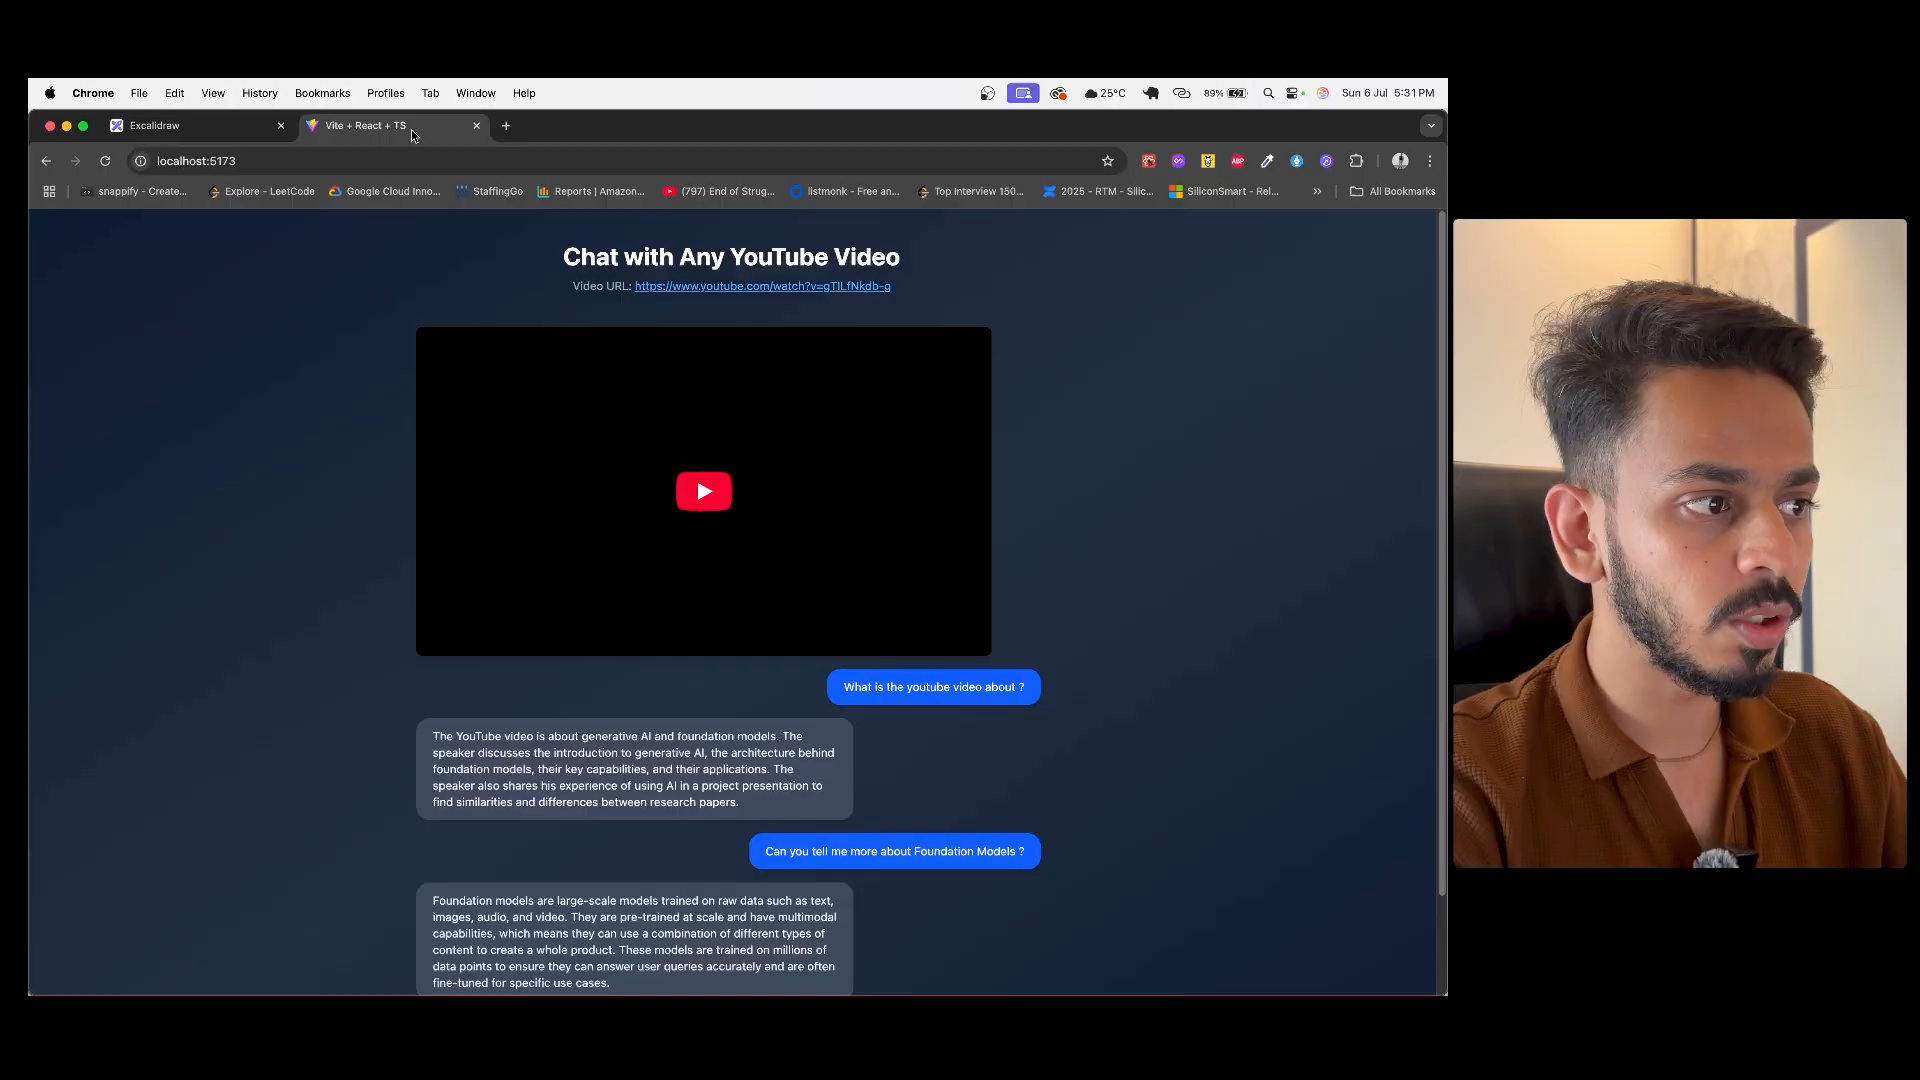 Chrome File Edit View History Bookmarks Profiles Tab Window Help 25°C 89% Sun 6 Jul 5:31 PM
Excalidraw Vite + React + TS
localhost:5173
ABP
snappify - Create... Explore - LeetCode Google Cloud Inno... StaffingGo Reports | Amazon... (797) End of Strug... listmonk - Free an... Top Interview 150... 2025 - RTM - Silic... SiliconSmart - Rel... All Bookmarks
Chat with Any YouTube Video
Video URL: https://www.youtube.com/watch?v=gTlLfNkdb-g
What is the youtube video about ?
The YouTube video is about generative AI and foundation models. The
speaker discusses the introduction to generative AI, the architecture behind
foundation models, their key capabilities, and their applications. The
speaker also shares his experience of using AI in a project presentation to
find similarities and differences between research papers.
Can you tell me more about Foundation Models ?
Foundation models are large-scale models trained on raw data such as text,
images, audio, and video. They are pre-trained at scale and have multimodal
capabilities, which means they can use a combination of different types of
content to create a whole product. These models are trained on millions of
data points to ensure they can answer user queries accurately and are often
fine-tuned for specific use cases.